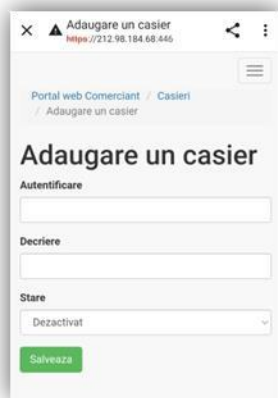 Adaugare un casier
https://212.98.184.68:446
Portal web Comerciant / Casieri
/ Adaugare un casier
Adaugare un casier
Autentificare
Decriere
Stare
Dezactivat
Salveaza